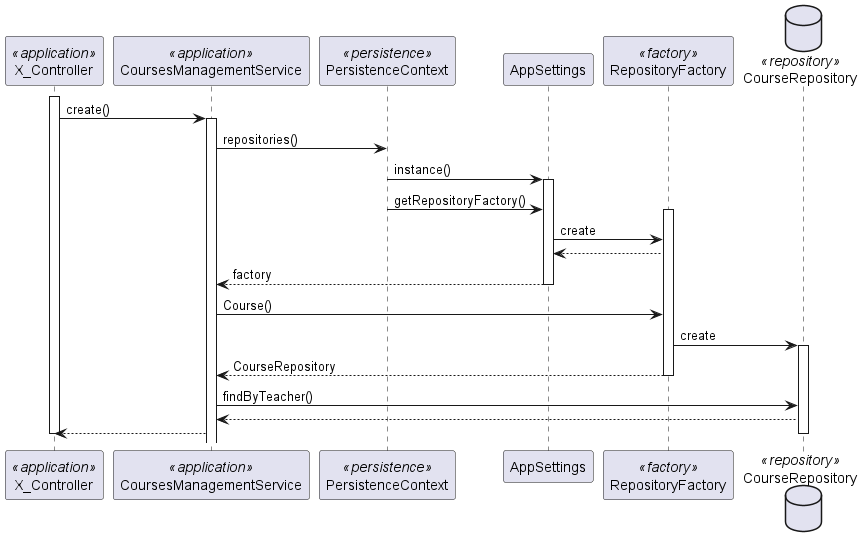 «repository»
CourseRepository
«application»
X_Controller
«application»
CoursesManagementService
«persistence»
PersistenceContext
AppSettings
«factory»
RepositoryFactory
create()
repositories()
instance()
getRepositoryFactory()
create
factory
Course()
create
CourseRepository
findByTeacher()
«application»
X_Controller
«application»
CoursesManagementService
«persistence»
PersistenceContext
AppSettings
«factory»
RepositoryFactory
«repository»
CourseRepository